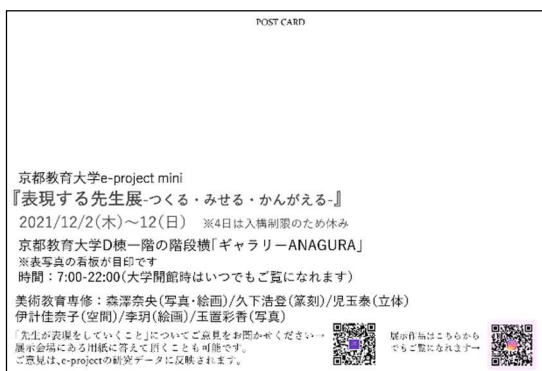 POST CARD
京都教育大学e-project mini
『表現する先生展-つくる・みせる・かんがえる-』
2021/12/2(木)～12(日) ※4日は入構制限のため休み
京都教育大学D棟一階の階段横「ギャラリーANAGURA」
※表写真の看板が目印です
時間：7:00-22:00(大学開館時はいつでもご覧になれます)
美術教育専修：森澤奈央(写真・絵画)/久下浩登(篆刻)/児玉泰(立体)
伊計佳奈子(空間)/李玥(絵画)/玉置彩香(写真)
「先生が表現をしていくこと」についてご意見をお聞かせください→
展示会場にある用紙に答えて頂くことも可能です。
ご意見は、e-projectの研究データに反映されます。
展示作品はこちらから
でもご覧になれます→